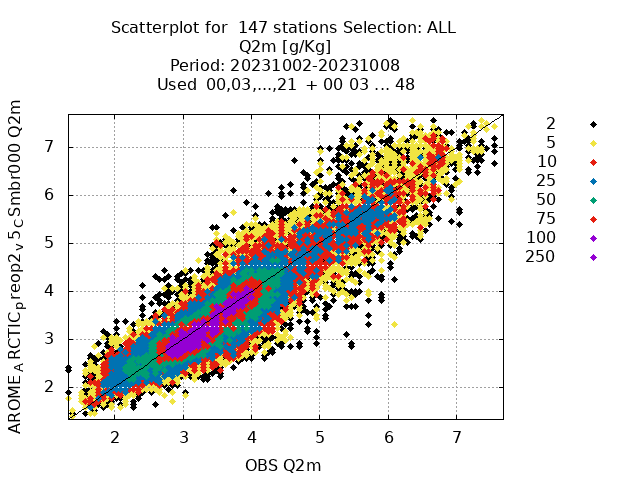 Scatterplot for  147 stations Selection: ALL
Q2m [g/Kg]
Period: 20231002-20231008
Used  00,03,...,21  + 00 03 ... 48
AROME_ARCTIC_preop2_v.5_CSmbr000 Q2m
7
6
5
4
3
2
2 3 4 5 6 7
OBS Q2m
2
5
10
25
50
75
100
250